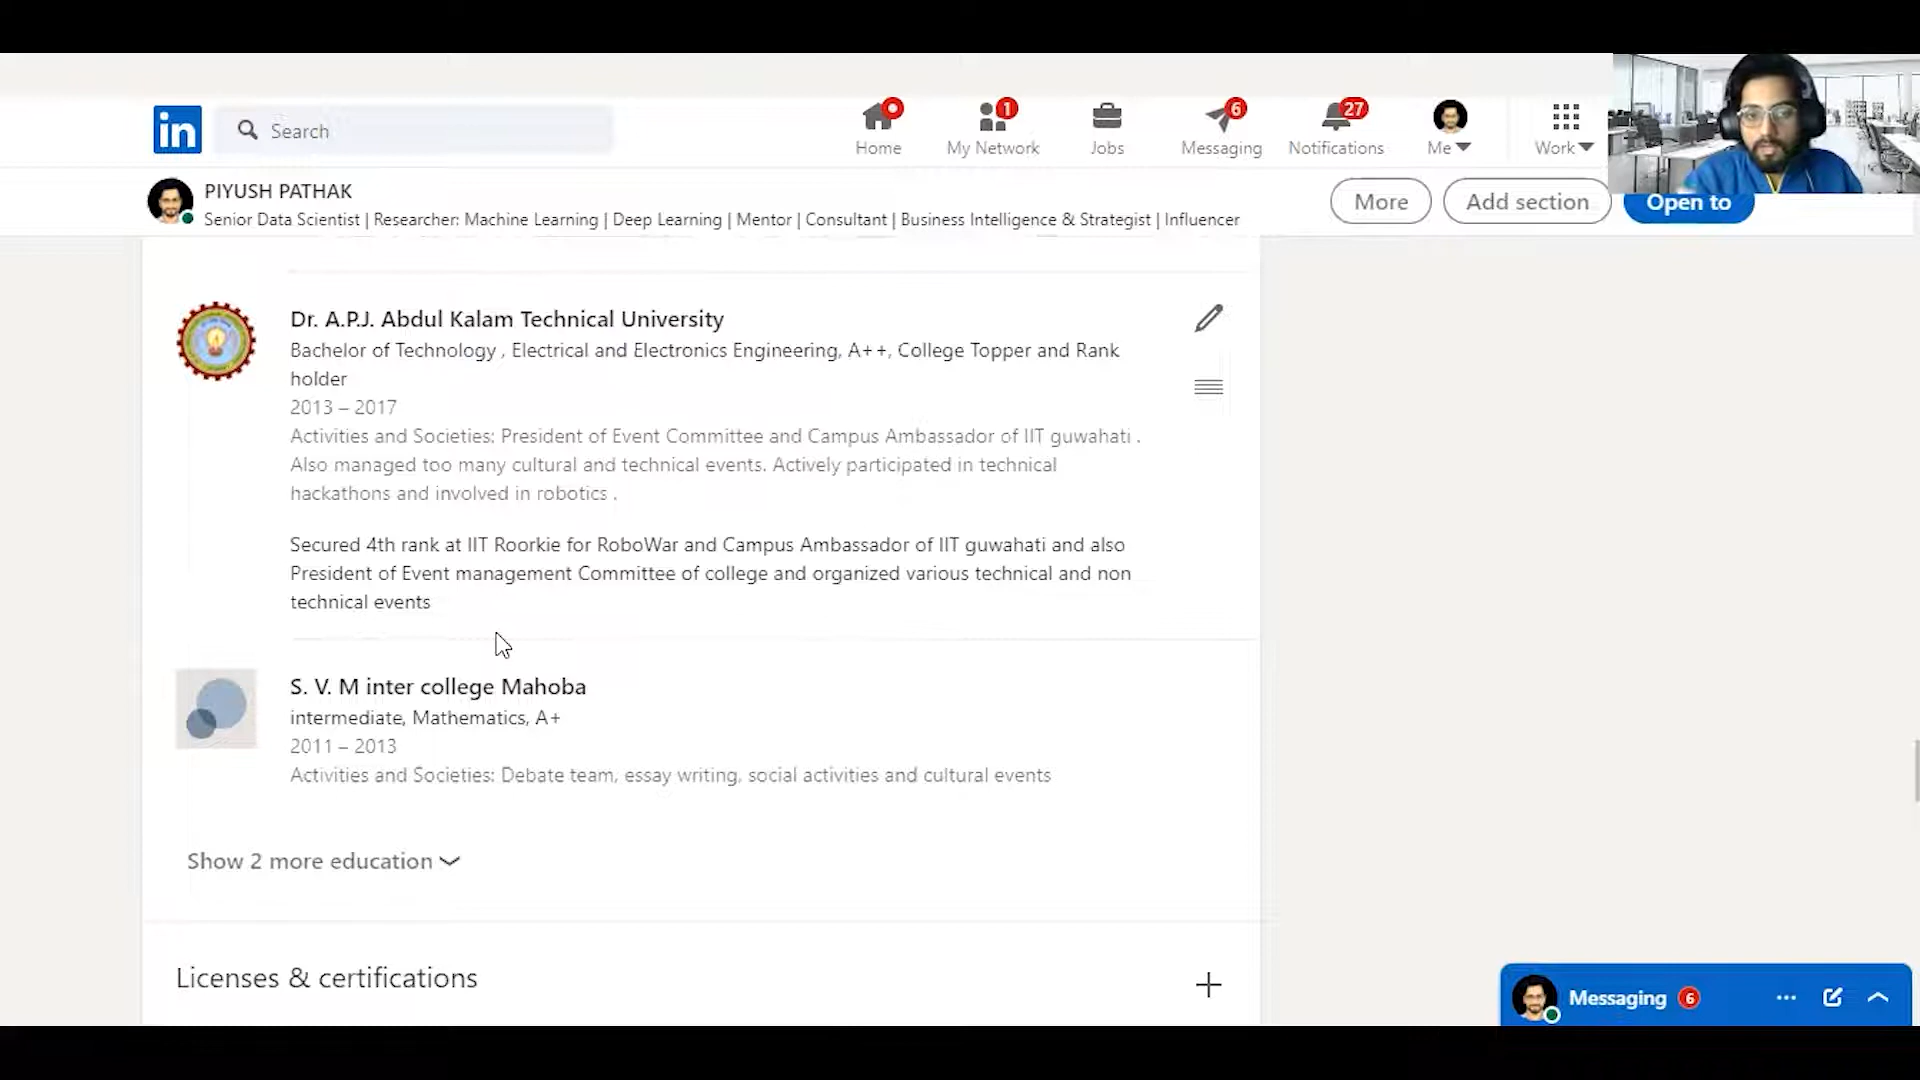 in
Search
Home
My Network
1
Jobs
Messaging
6
Notifications
27
Me
Work
PIYUSH PATHAK
Senior Data Scientist | Researcher: Machine Learning | Deep Learning | Mentor | Consultant | Business Intelligence & Strategist | Influencer
More
Add section
Open to
Dr. A.P.J. Abdul Kalam Technical University
Bachelor of Technology , Electrical and Electronics Engineering, A++, College Topper and Rank
holder
2013 – 2017
Activities and Societies: President of Event Committee and Campus Ambassador of IIT guwahati .
Also managed too many cultural and technical events. Actively participated in technical
hackathons and involved in robotics .
Secured 4th rank at IIT Roorkie for RoboWar and Campus Ambassador of IIT guwahati and also
President of Event management Committee of college and organized various technical and non
technical events
S. V. M inter college Mahoba
intermediate, Mathematics, A+
2011 – 2013
Activities and Societies: Debate team, essay writing, social activities and cultural events
Show 2 more education
Licenses & certifications
Messaging 6